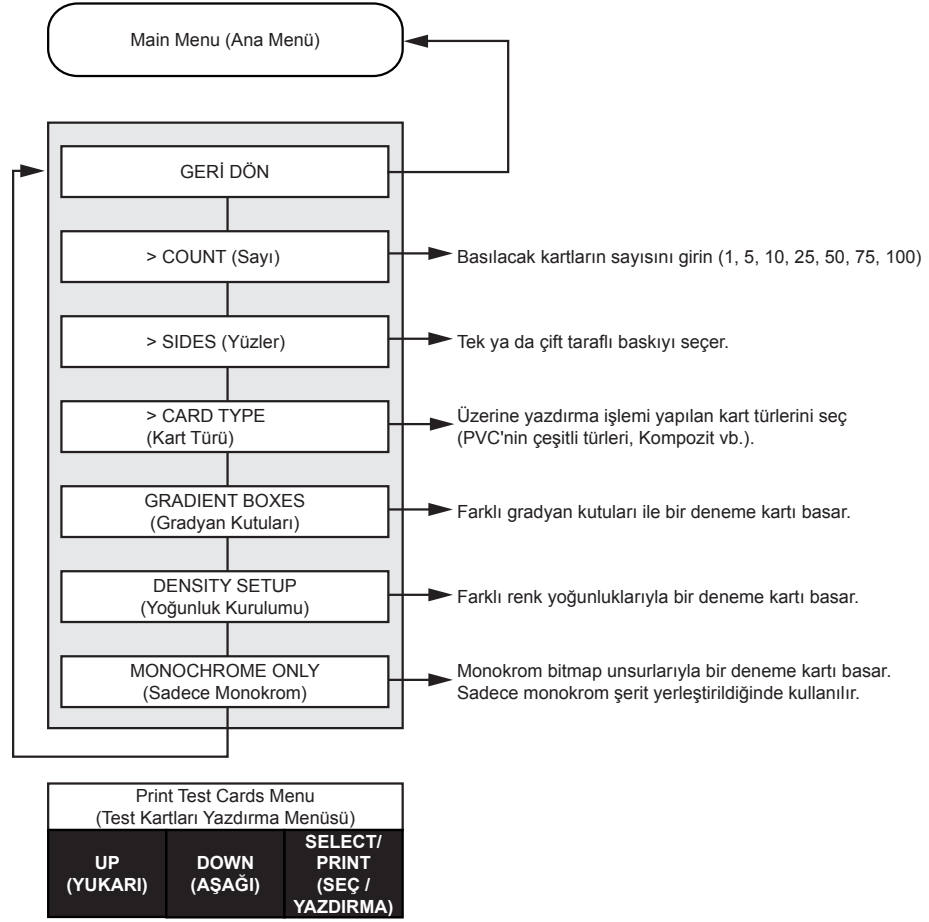 Main Menu (Ana Menü)
GERİ DÖN
> COUNT (Sayı)
Basılacak kartların sayısını girin (1, 5, 10, 25, 50, 75, 100)
> SIDES (Yüzler)
Tek ya da çift taraflı baskıyı seçer.
> CARD TYPE
(Kart Türü)
Üzerine yazdırma işlemi yapılan kart türlerini seç
(PVC'nin çeşitli türleri, Kompozit vb.).
GRADIENT BOXES
(Gradyan Kutuları)
Farklı gradyan kutuları ile bir deneme kartı basar.
DENSITY SETUP
(Yoğunluk Kurulumu)
Farklı renk yoğunluklarıyla bir deneme kartı basar.
MONOCHROME ONLY
(Sadece Monokrom)
Monokrom bitmap unsurlarıyla bir deneme kartı basar.
Sadece monokrom şerit yerleştirildiğinde kullanılır.
Print Test Cards Menu
(Test Kartları Yazdırma Menüsü)
UP
(YUKARI)
DOWN
(AŞAĞI)
SELECT/
PRINT
(SEÇ /
YAZDIRMA)